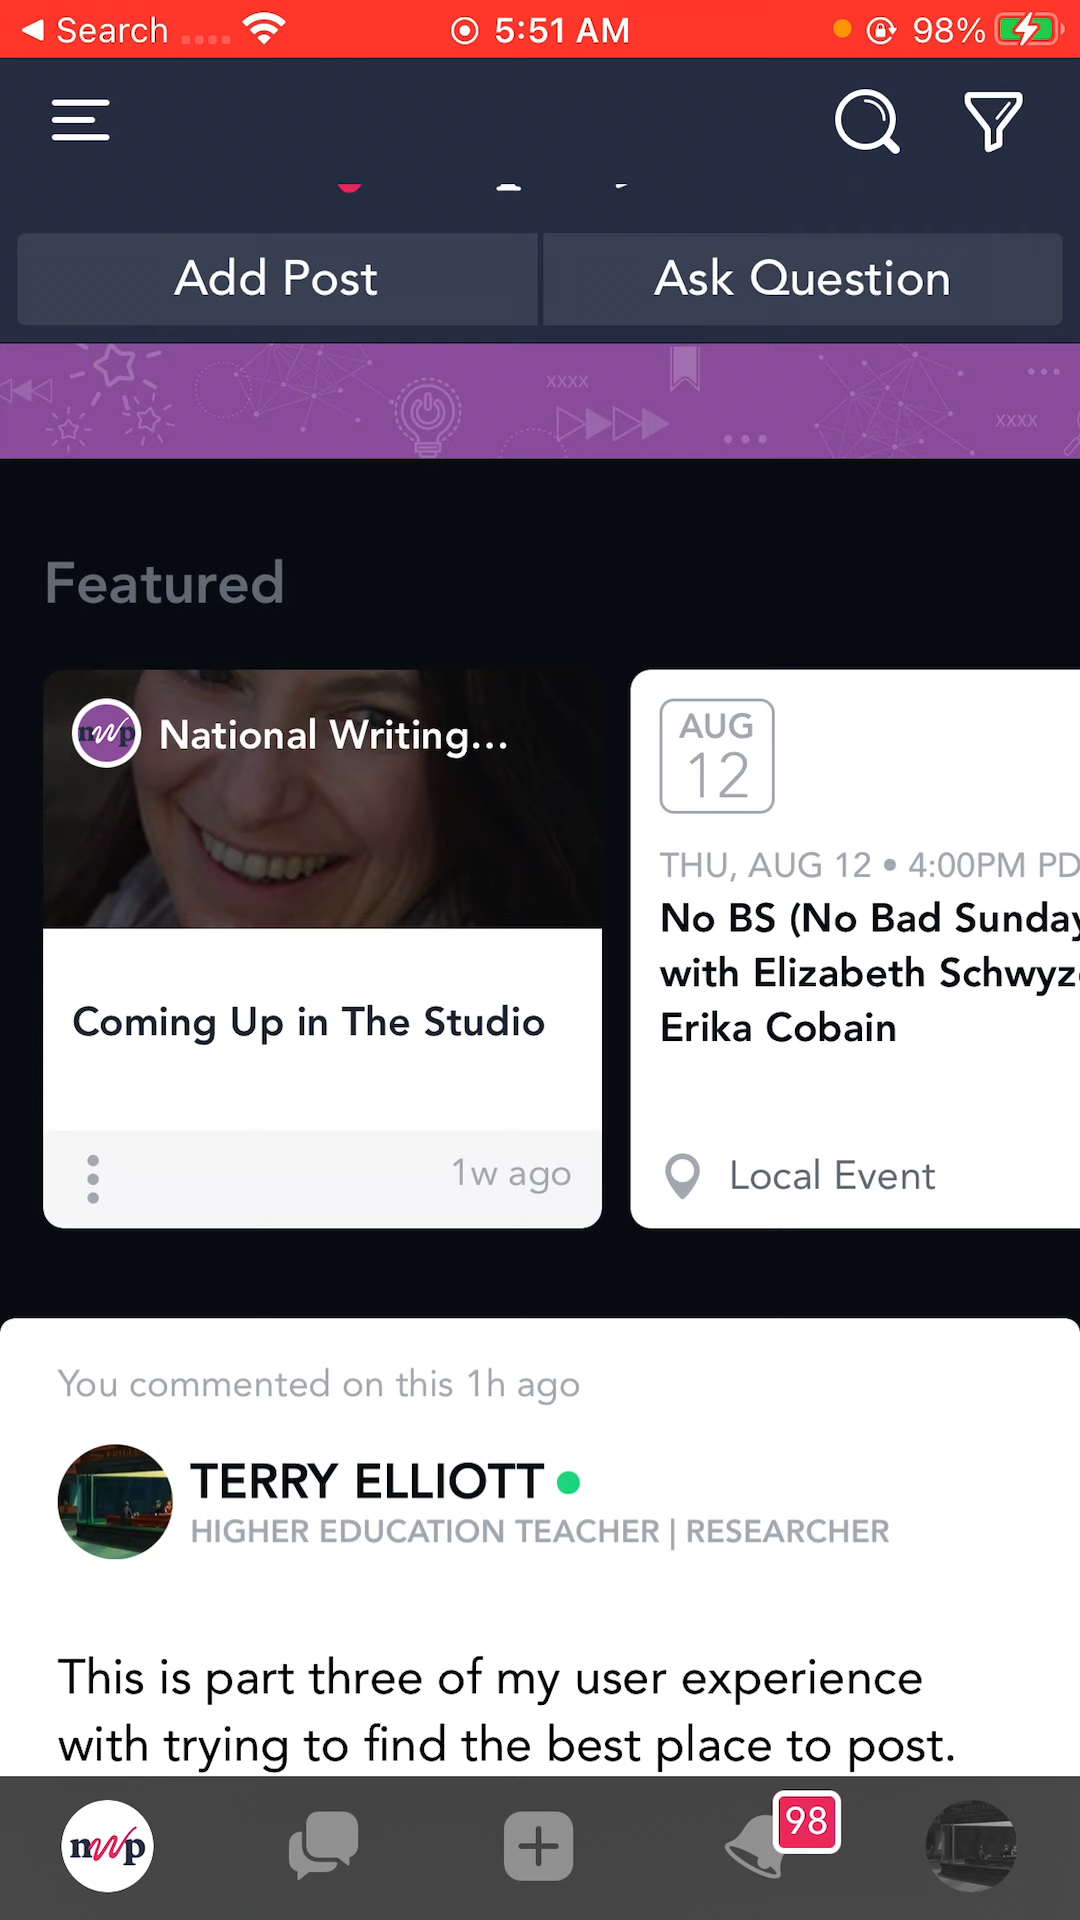 Search
5:51 AM
98%
Add Post
Ask Question
xxxx
xxxx
Featured
nwp
National Writing...
Coming Up in The Studio
1w ago
AUG
12
THU, AUG 12 • 4:00PM PD
No BS (No Bad Sunday
with Elizabeth Schwyz
Erika Cobain
Local Event
You commented on this 1h ago
TERRY ELLIOTT
HIGHER EDUCATION TEACHER | RESEARCHER
This is part three of my user experience
with trying to find the best place to post.
nwp
98